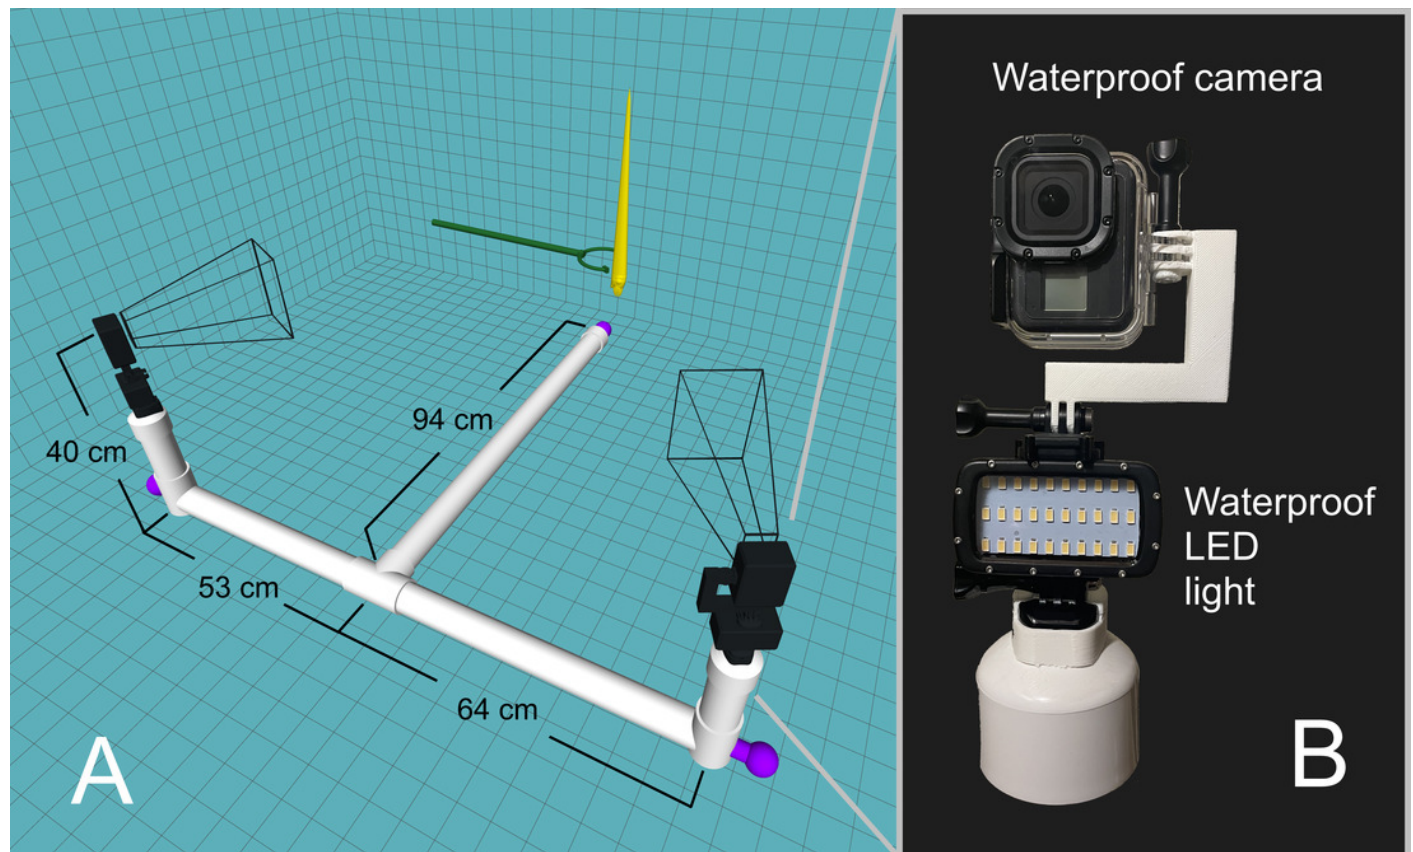 94 cm
40 cm
53 cm
64 cm
A
Waterproof camera
Waterproof
LED
light
B